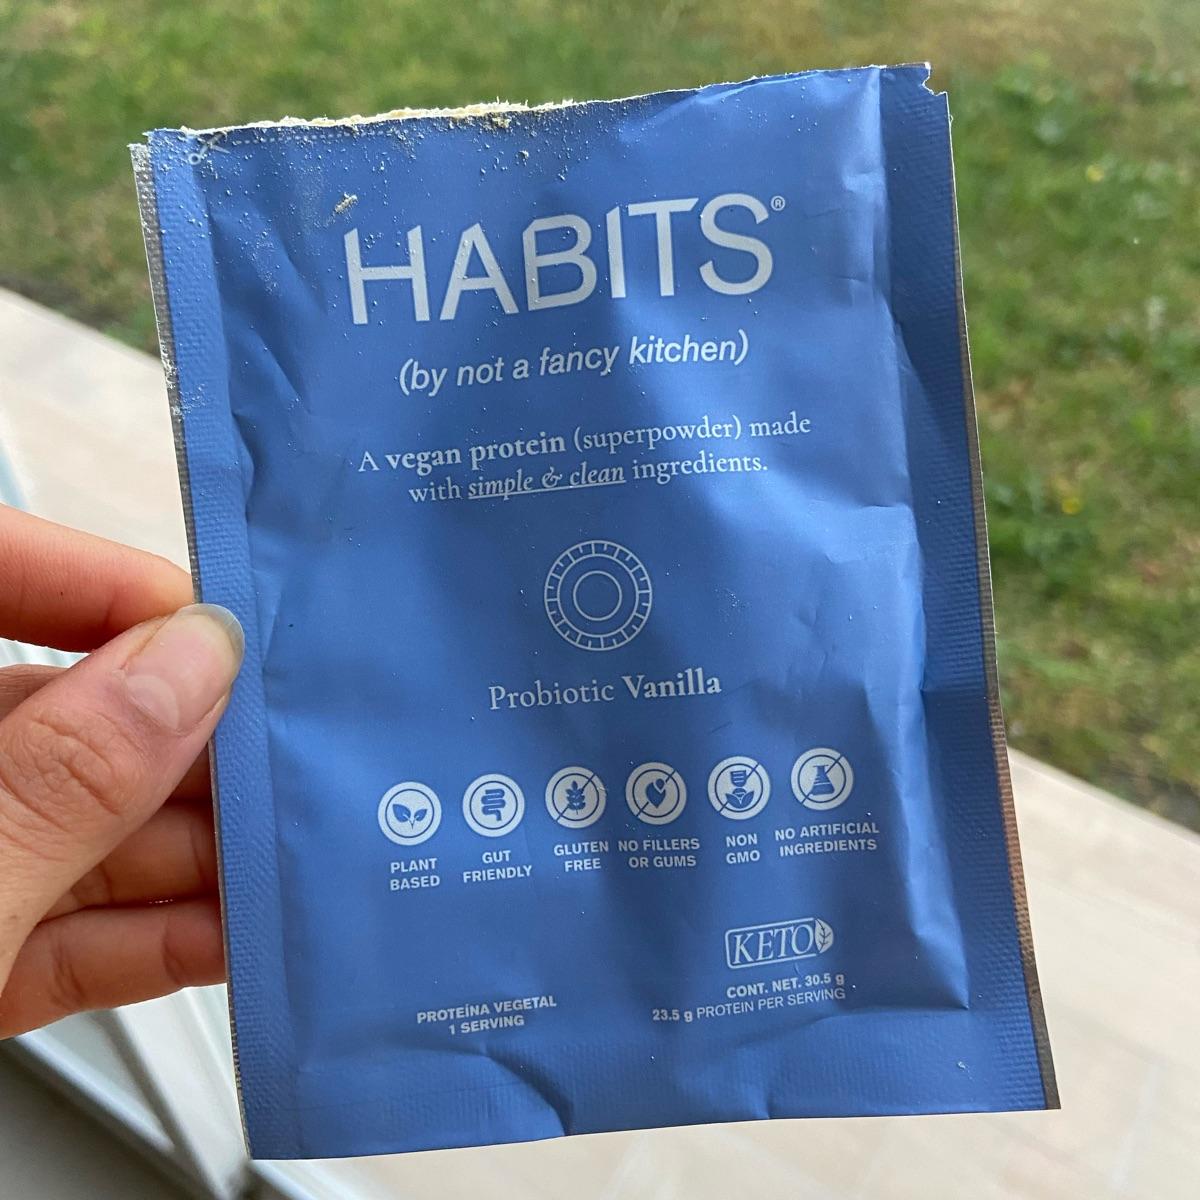 HABITS®
(by not a fancy kitchen)
A vegan protein (superpowder) made
with simple & clean ingredients.
Probiotic Vanilla
PLANT
BASED
GUT
FRIENDLY
GLUTEN
FREE
NO FILLERS
OR GUMS
NON
GMO
NO ARTIFICIAL
INGREDIENTS
KETO
PROTEÍNA VEGETAL
1 SERVING
CONT. NET. 30.5 g
23.5 g PROTEIN PER SERVING